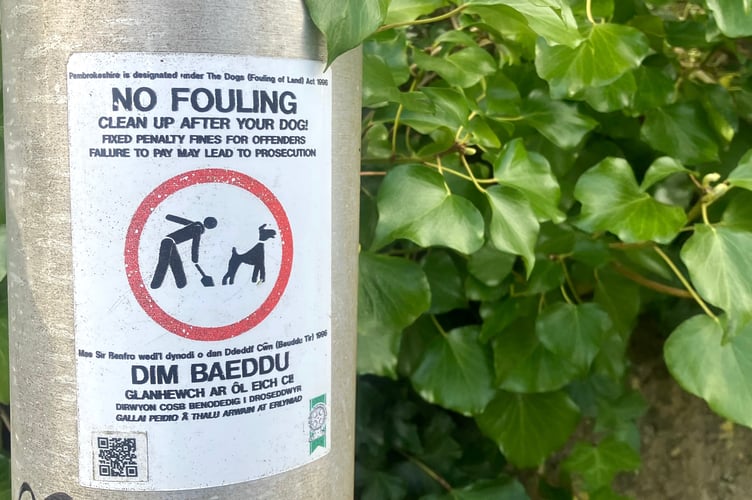 Pembrokeshire is designated under The Dogs (Fouling of Land) Act 1996
NO FOULING
CLEAN UP AFTER YOUR DOG!
FIXED PENALTY FINES FOR OFFENDERS
FAILURE TO PAY MAY LEAD TO PROSECUTION
Mae Sir Benfro wedi'i dynodi o dan Ddeddf Cŵn (Baeddu Tir) 1996
DIM BAEDDU
GLANHEWCH AR ÔL EICH CI!
DIRWYON COSB BENODEDIG I DROSEDDWYR
GALLAI PEIDIO Â THALU ARWAIN AT ERLYNIAD